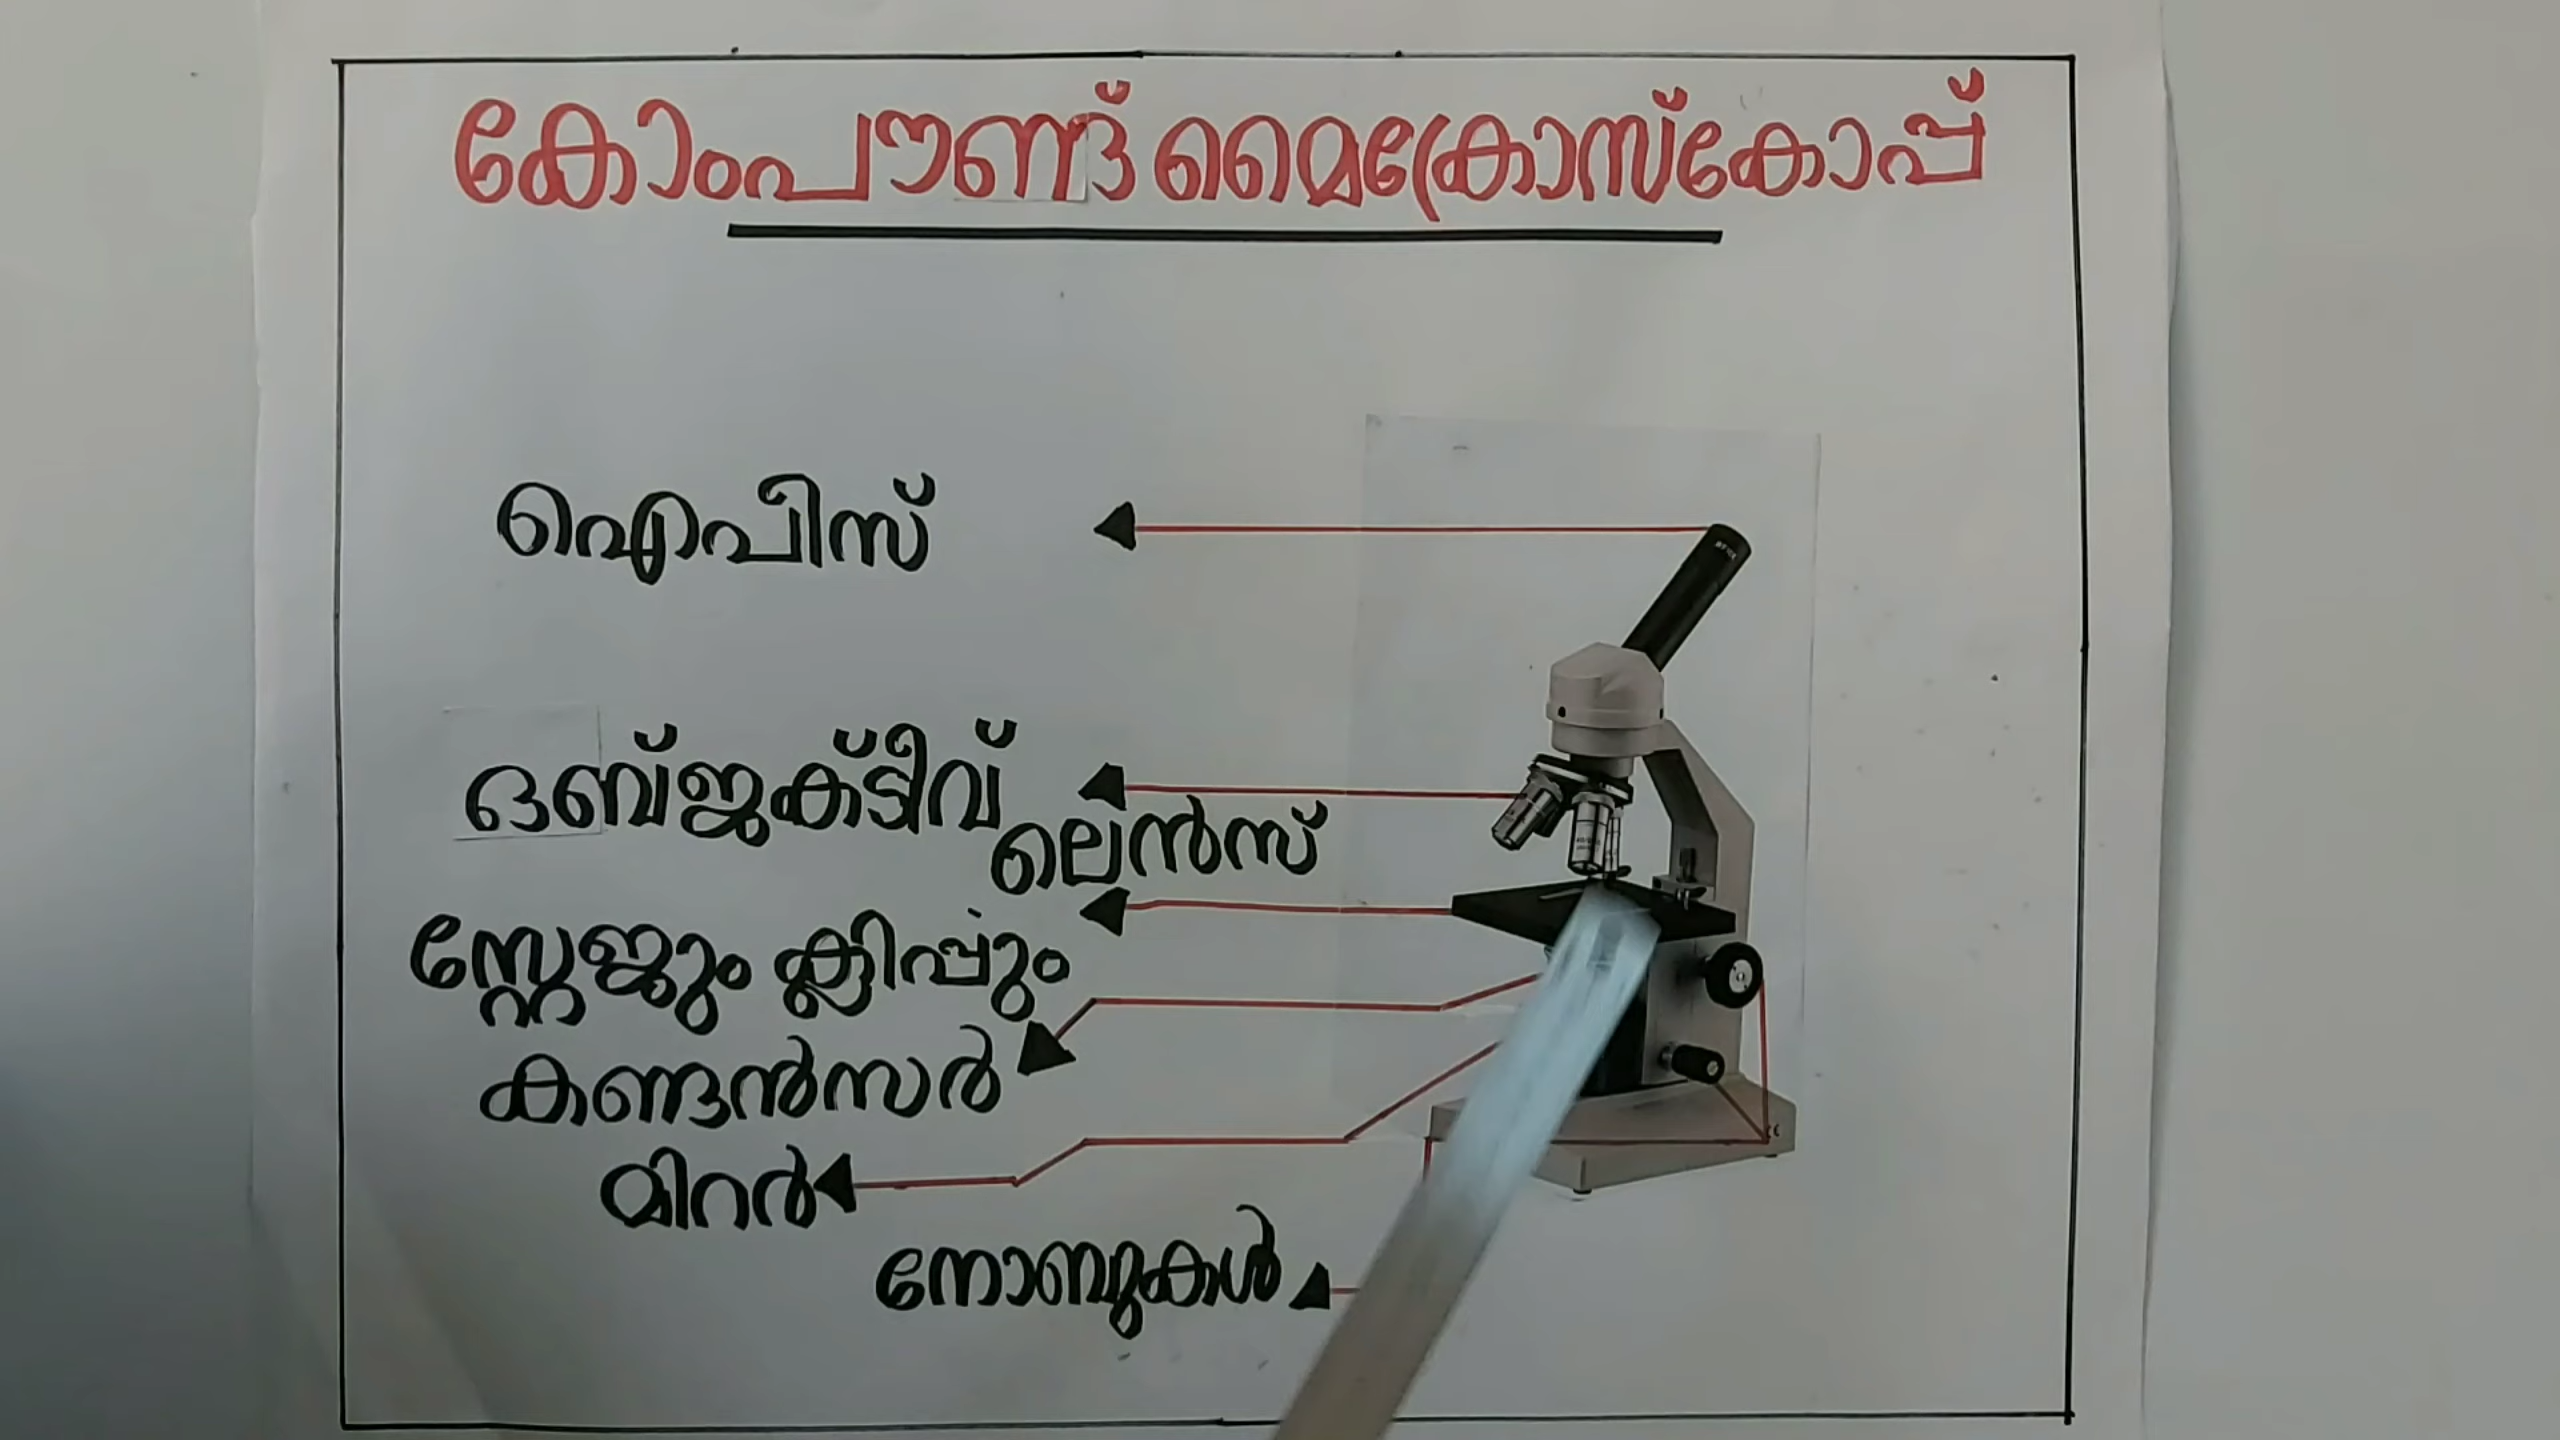 കോംപൗണ്ട് മൈക്രോസ്കോപ്പ്
ഐപീസ്
ഒബ്ജക്ടീവ്
ലെൻസ്
സ്റ്റേജും ക്ലിപ്പും
കണ്ടൻസർ
മിറർ
നോബുകൾ